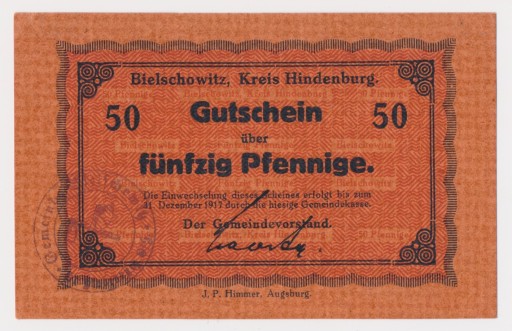 Bielschowitz, Kreis Hindenburg.
50 Gutschein 50
über
fünfzig Pfennige.
Die Einwechselung dieses Scheines erfolgt bis zum
31. Dezember 1917 durch die hiesige Gemeindekasse.
Der Gemeindevorstand.
J. P. Himmer, Augsburg.